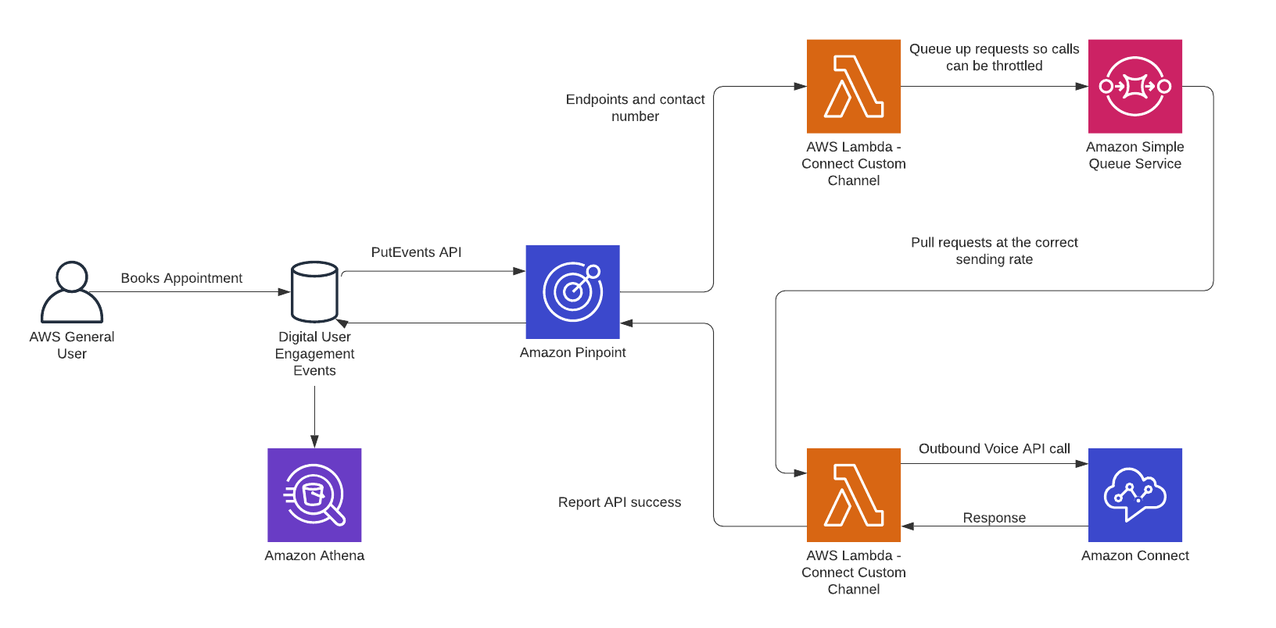 Queue up requests so calls
can be throttled
Endpoints and contact
number
AWS Lambda -
Connect Custom
Channel
Amazon Simple
Queue Service
PutEvents API
Pull requests at the correct
sending rate
Books Appointment
AWS General
User
Digital User
Engagement
Events
Amazon Pinpoint
Outbound Voice API call
Report API success
Response
Amazon Athena
AWS Lambda -
Connect Custom
Channel
Amazon Connect